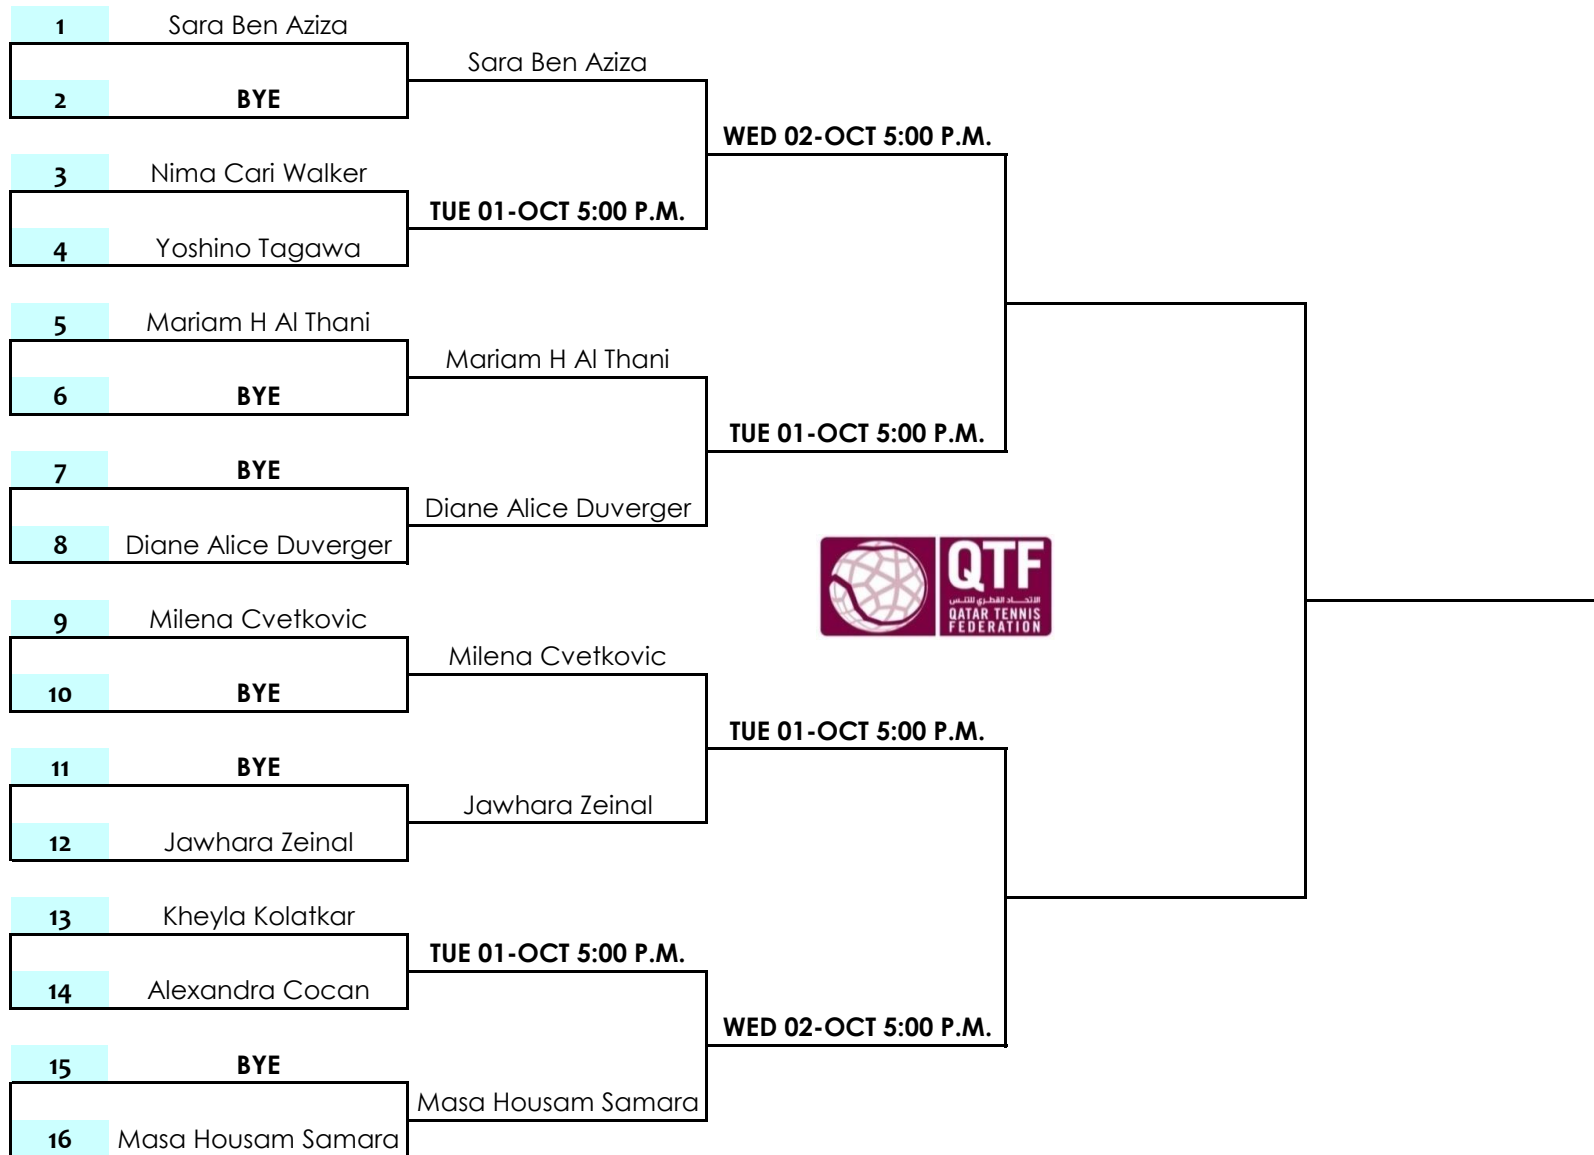 1 Sara Ben Aziza
Sara Ben Aziza
2 BYE
WED 02-OCT 5:00 P.M.
3 Nima Cari Walker
TUE 01-OCT 5:00 P.M.
4 Yoshino Tagawa
5 Mariam H Al Thani
Mariam H Al Thani
6 BYE
TUE 01-OCT 5:00 P.M.
7 BYE
Diane Alice Duverger
8 Diane Alice Duverger
QTF
الاتحاد القطري للتنس
QATAR TENNIS
FEDERATION
9 Milena Cvetkovic
Milena Cvetkovic
10 BYE
TUE 01-OCT 5:00 P.M.
11 BYE
Jawhara Zeinal
12 Jawhara Zeinal
13 Kheyla Kolatkar
TUE 01-OCT 5:00 P.M.
14 Alexandra Cocan
WED 02-OCT 5:00 P.M.
15 BYE
Masa Housam Samara
16 Masa Housam Samara